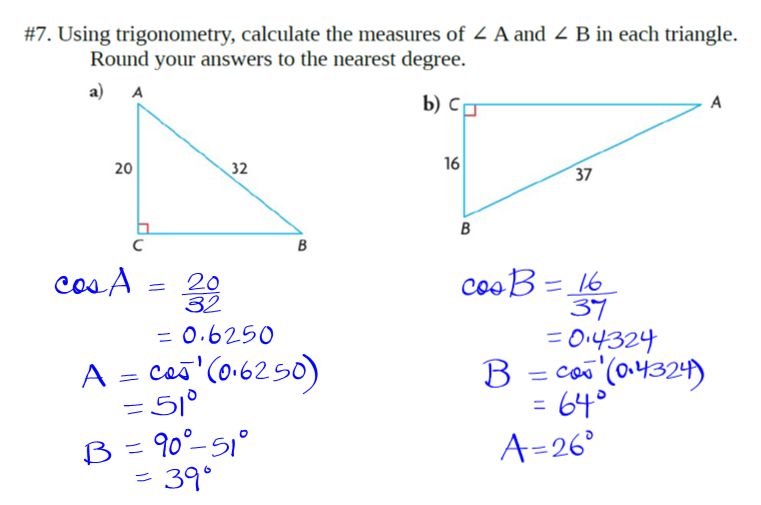 #7. Using trigonometry, calculate the measures of ∠ A and ∠ B in each triangle.
Round your answers to the nearest degree.
a)
A
20
32
C
B
cos A = 20/32
= 0.6250
A = cos⁻¹(0.6250)
= 51°
B = 90° – 51°
= 39°
b)
C
A
16
37
B
cos B = 16/37
= 0.4324
B = cos⁻¹(0.4324)
= 64°
A = 26°